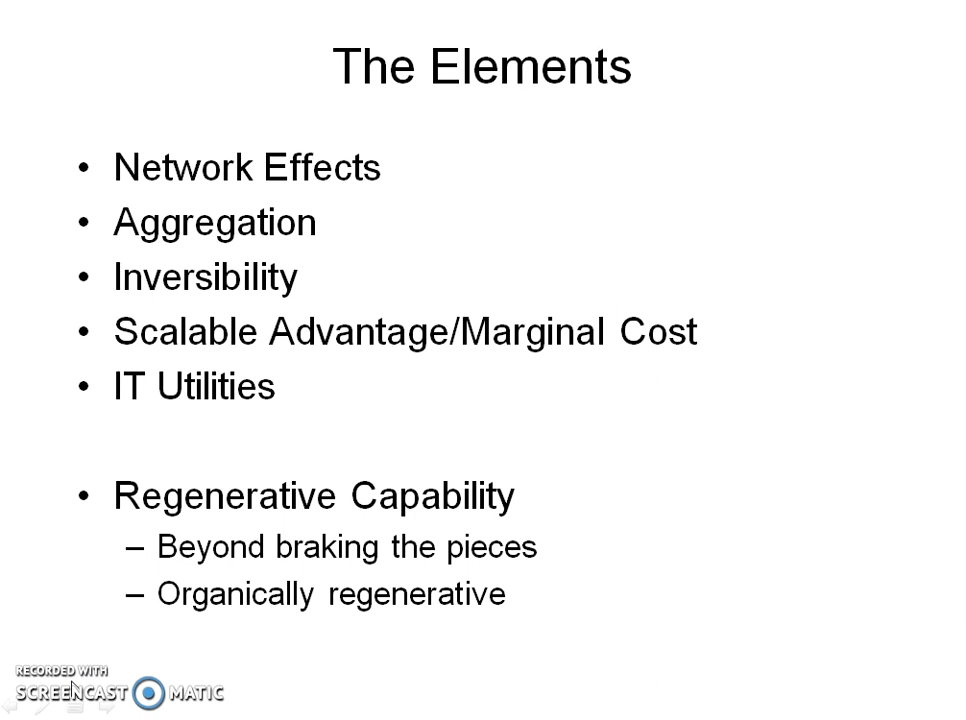 The Elements
• Network Effects
• Aggregation
• Inversibility
• Scalable Advantage/Marginal Cost
• IT Utilities
• Regenerative Capability
– Beyond braking the pieces
– Organically regenerative
RECORDED WITH
SCREENCAST MATIC